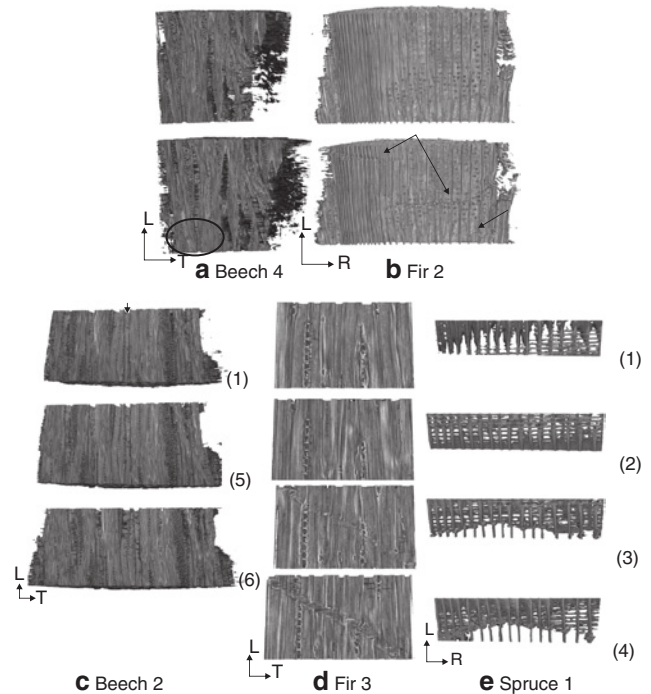 L
T
a Beech 4
L
R
b Fir 2
(1)
(5)
(6)
L
T
c Beech 2
L
T
d Fir 3
(1)
(2)
(3)
(4)
L
R
e Spruce 1